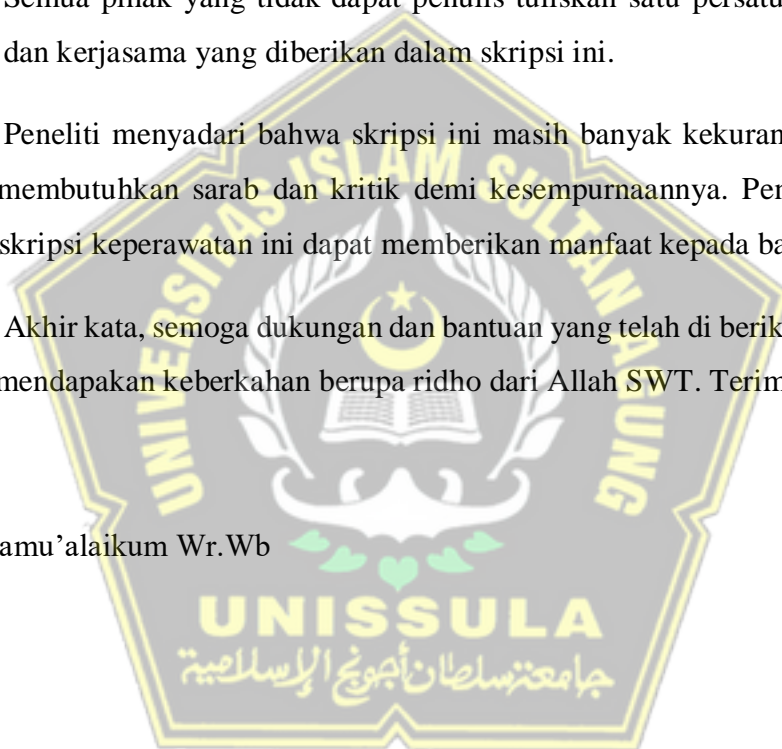 Semua pihak yang tidak dapat penulis tuliskan satu persatu
dan kerjasama yang diberikan dalam skripsi ini.
Peneliti menyadari bahwa skripsi ini masih banyak kekuran
membutuhkan sarab dan kritik demi kesempurnaannya. Pen
skripsi keperawatan ini dapat memberikan manfaat kepada ba
Akhir kata, semoga dukungan dan bantuan yang telah di berik
mendapakan keberkahan berupa ridho dari Allah SWT. Terim
amu’alaikum Wr.Wb
UNIVERSITAS ISLAM SULTAN AGUNG
UNISSULA
جامعنساطان أجونج الإسلامية